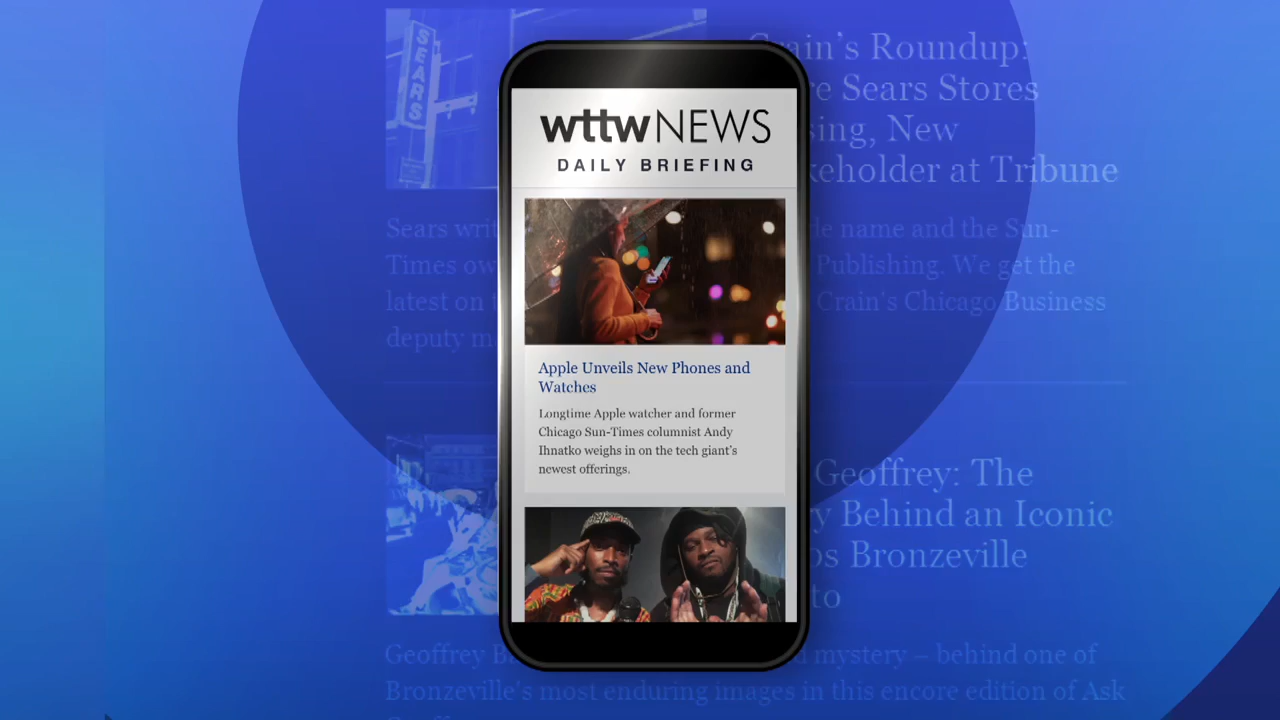 SEARS
Crain's Roundup:
re Sears Stores
sing, New
keholder at Tribune
Sears writ
de name and the Sun-
Times ow
Publishing. We get the
latest on t
Crain's Chicago Business
deputy m
wttw NEWS
DAILY BRIEFING
Apple Unveils New Phones and
Watches
Longtime Apple watcher and former
Chicago Sun-Times columnist Andy
Ihnatko weighs in on the tech giant's
newest offerings.
Geoffrey: The
y Behind an Iconic
os Bronzeville
to
Geoffrey B
mystery – behind one of
Bronzeville's most enduring images in this encore edition of Ask